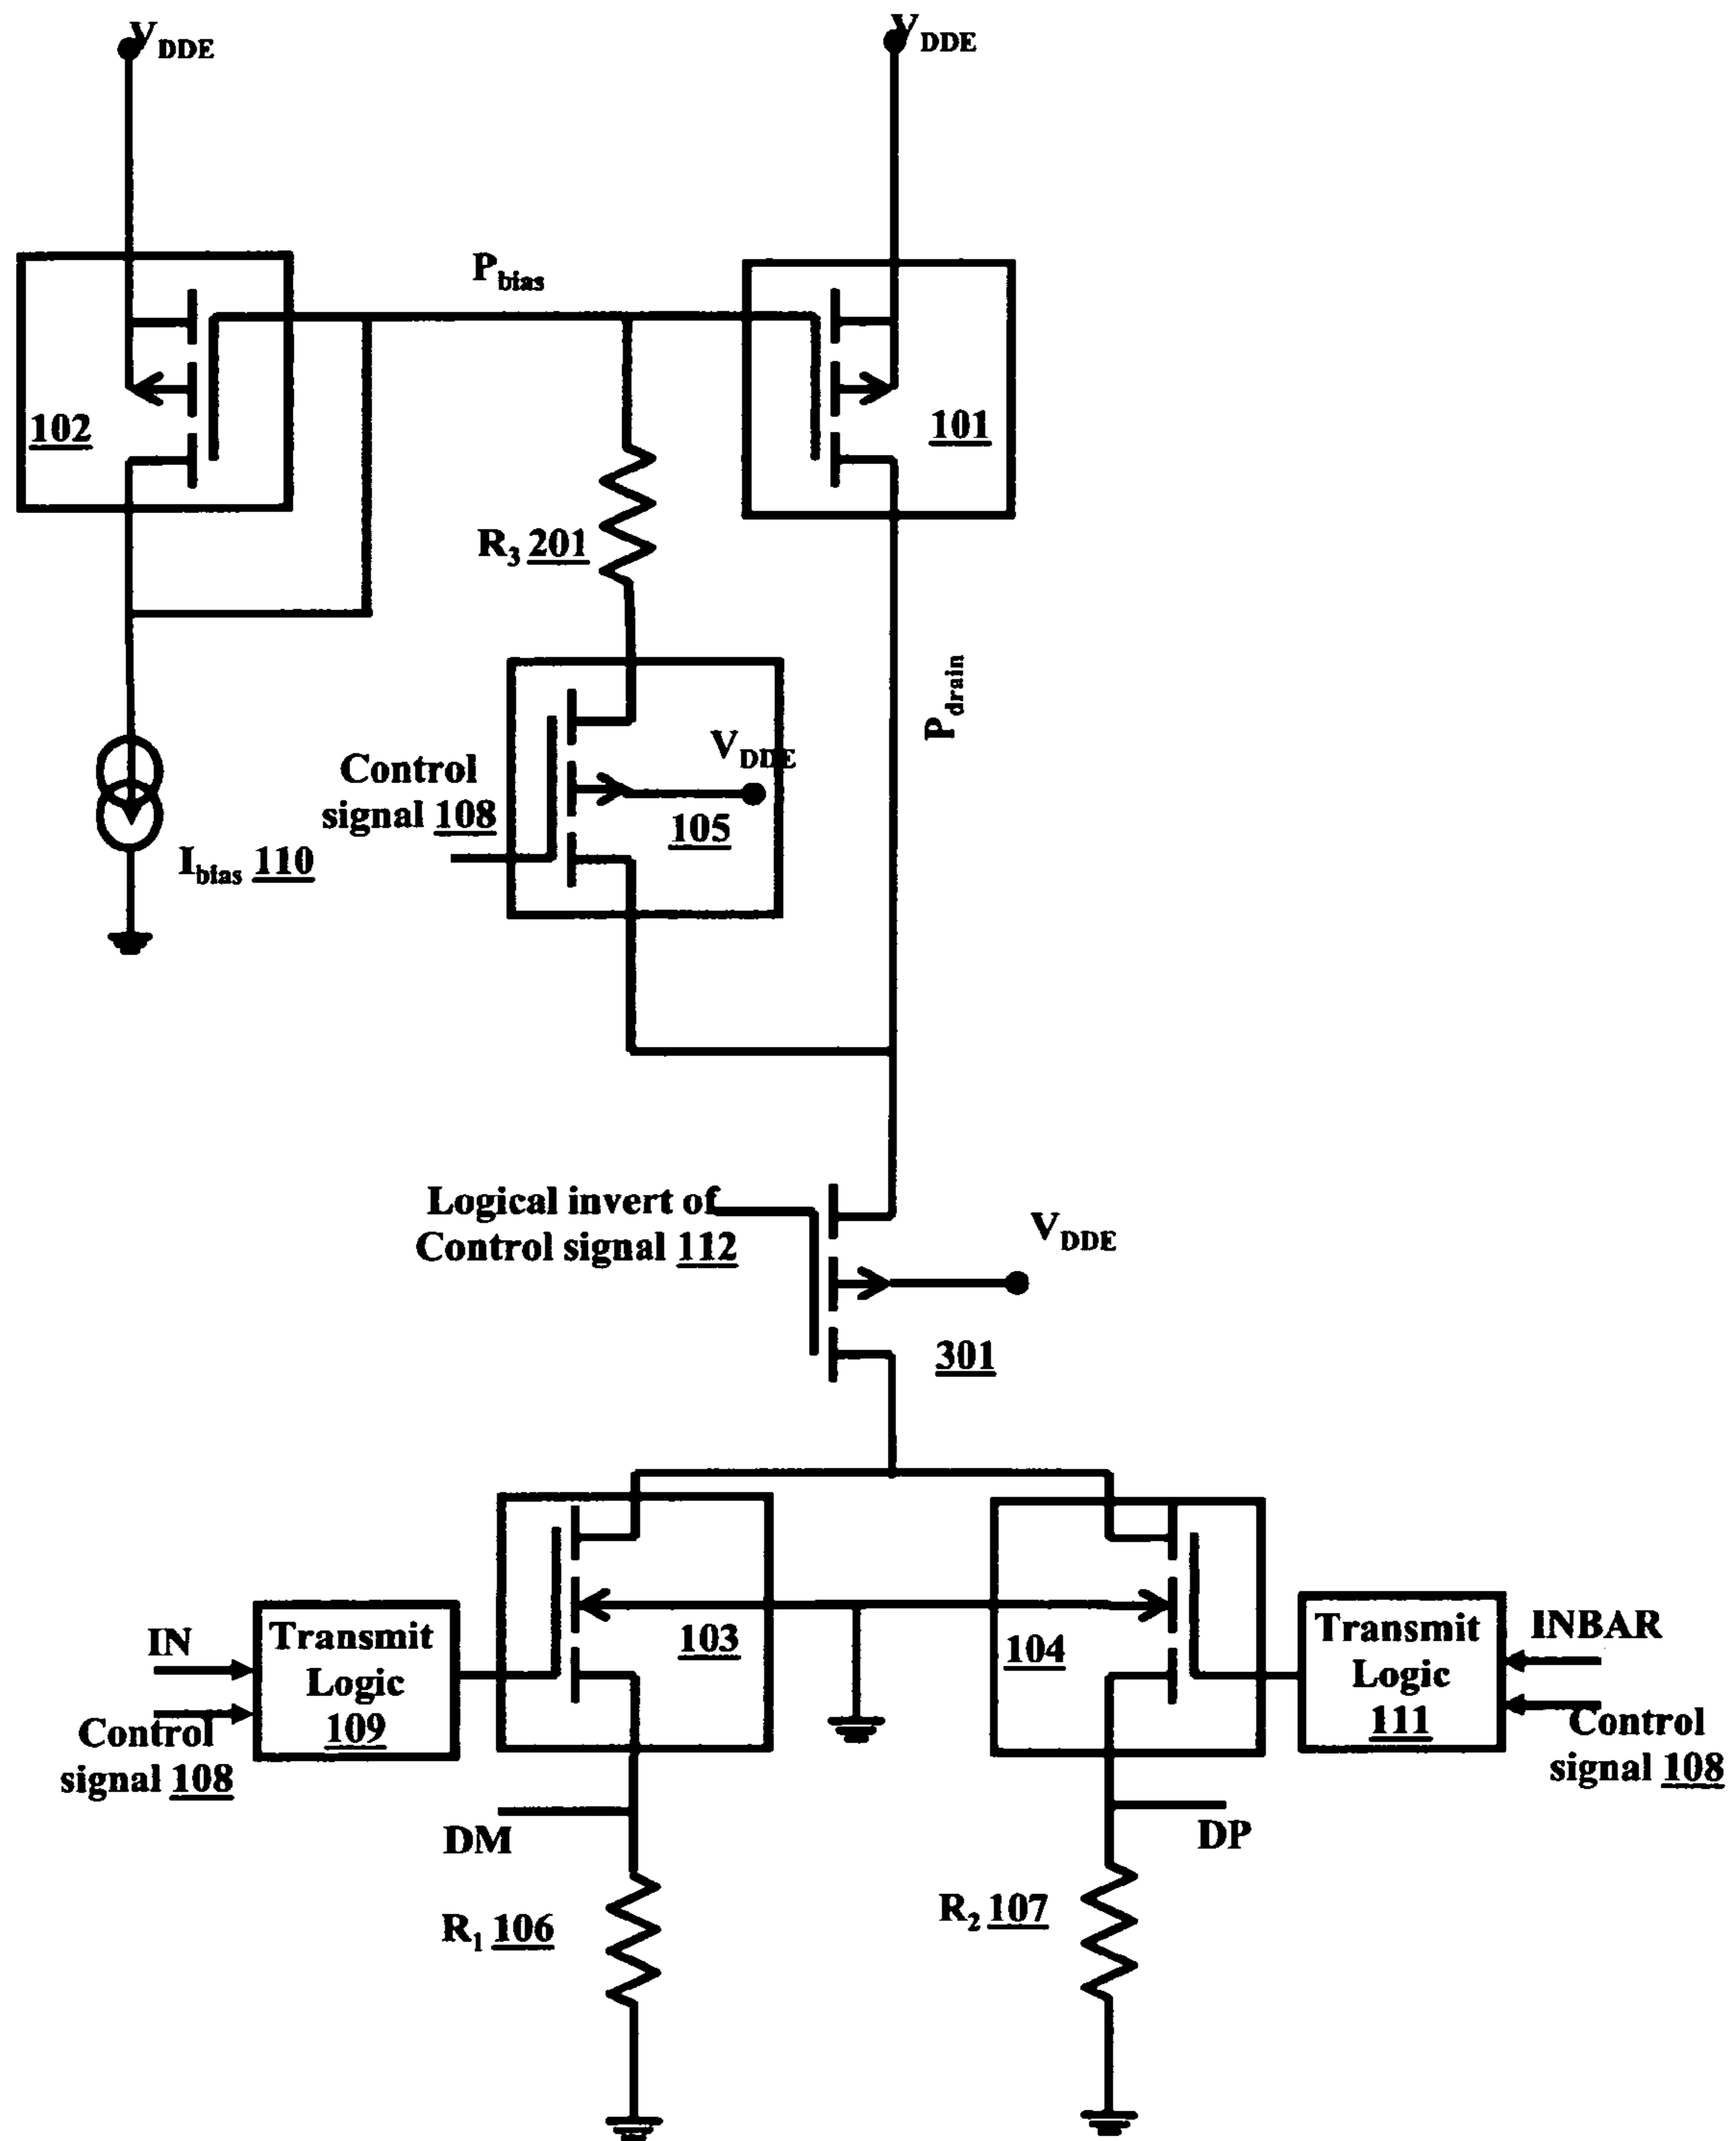 VDDE
VDDE
Pbias
102
101
R3 201
Pdrain
VDDE
Control
signal 108
105
Ibias 110
Logical invert of
Control signal 112
VDDE
301
IN
Transmit
Logic
109
Control
signal 108
103
104
Transmit
Logic
111
INBAR
Control
signal 108
DM
DP
R1 106
R2 107